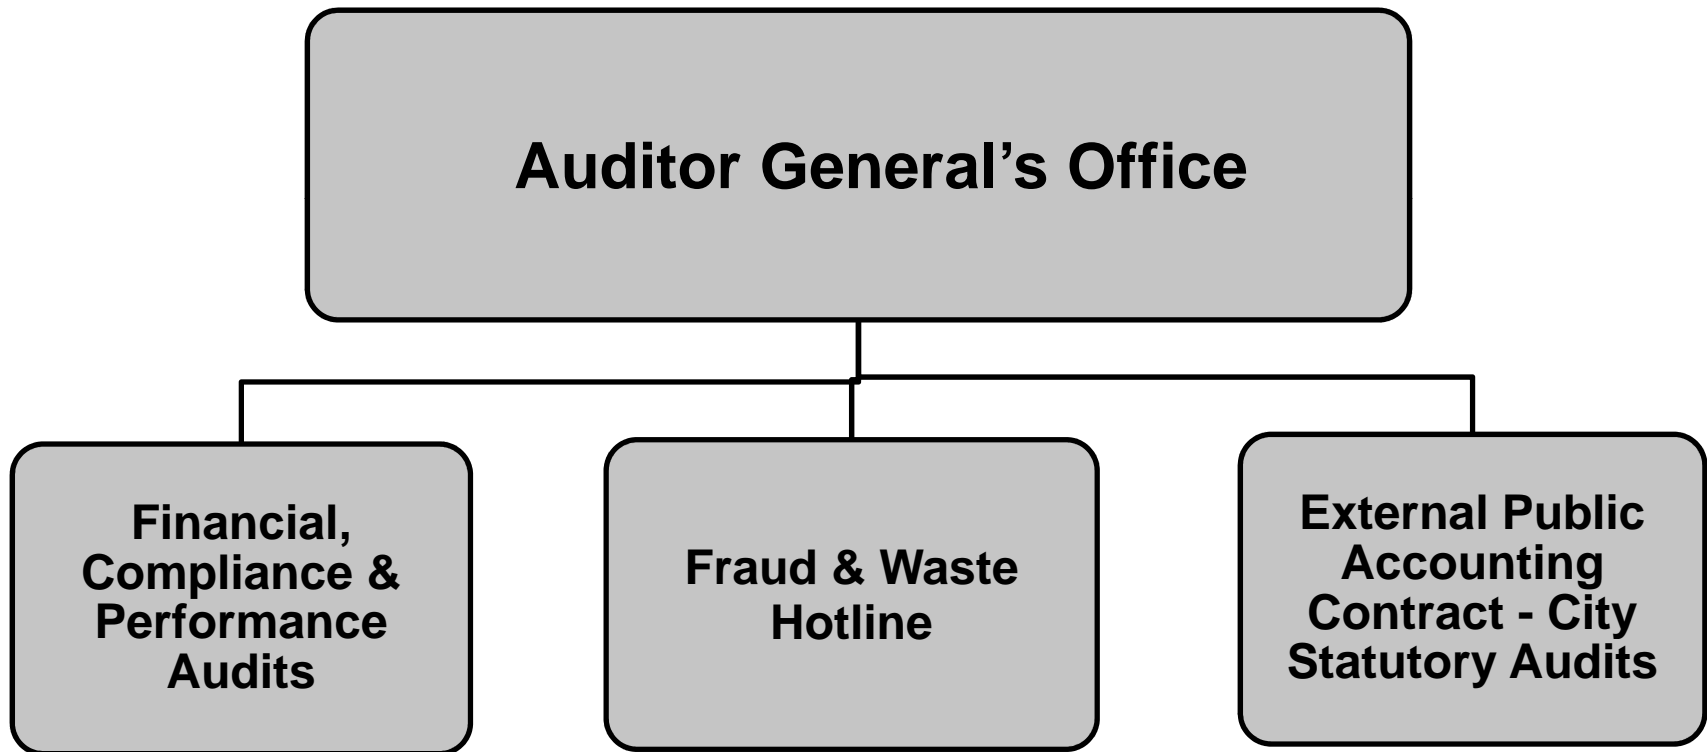 Auditor General’s Office
Financial,
Compliance &
Performance
Audits
Fraud & Waste
Hotline
External Public
Accounting
Contract - City
Statutory Audits